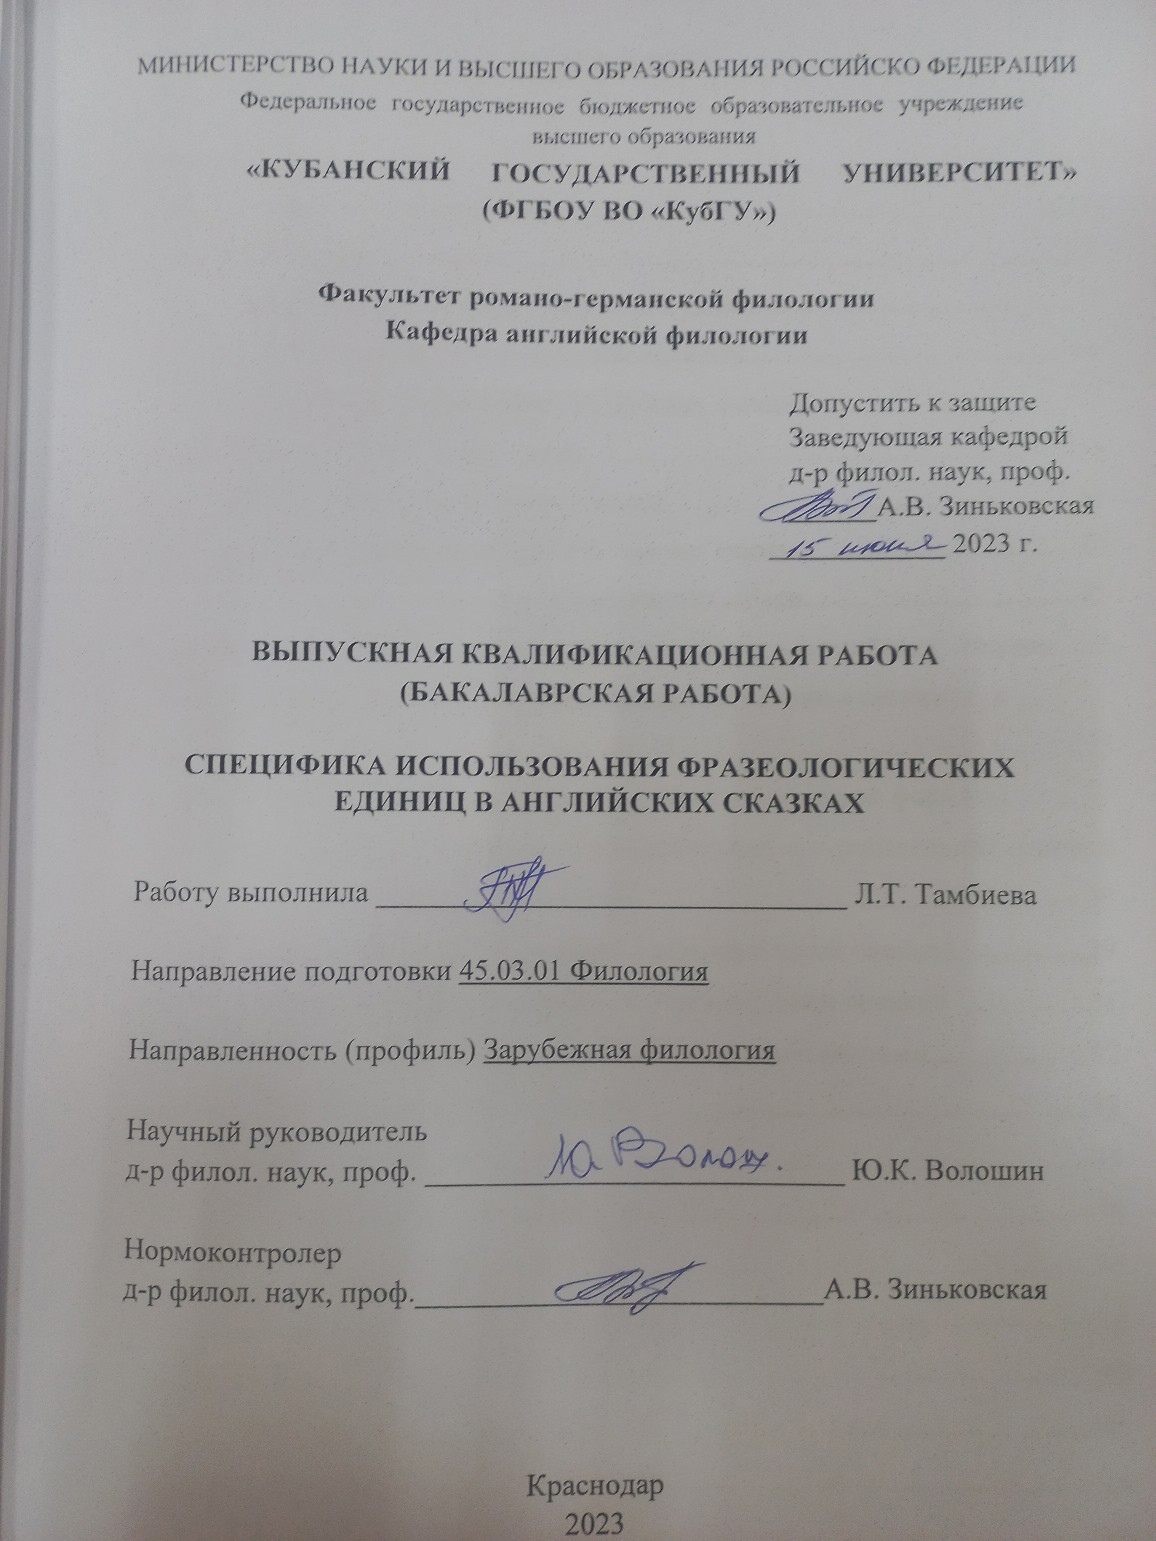 МИНИСТЕРСТВО НАУКИ И ВЫСШЕГО ОБРАЗОВАНИЯ РОССИЙСКО ФЕДЕРАЦИИ
Федеральное государственное бюджетное образовательное учреждение
высшего образования
«КУБАНСКИЙ ГОСУДАРСТВЕННЫЙ УНИВЕРСИТЕТ»
(ФГБОУ ВО «КубГУ»)
Факультет романо-германской филологии
Кафедра английской филологии
Допустить к защите
Заведующая кафедрой
д-р филол. наук, проф.
А.В. Зиньковская
15 июня 2023 г.
ВЫПУСКНАЯ КВАЛИФИКАЦИОННАЯ РАБОТА
(БАКАЛАВРСКАЯ РАБОТА)
СПЕЦИФИКА ИСПОЛЬЗОВАНИЯ ФРАЗЕОЛОГИЧЕСКИХ
ЕДИНИЦ В АНГЛИЙСКИХ СКАЗКАХ
Работу выполнила Л.Т. Тамбиева
Направление подготовки 45.03.01 Филология
Направленность (профиль) Зарубежная филология
Научный руководитель
д-р филол. наук, проф. Ю.К. Волошин
Нормоконтролер
д-р филол. наук, проф. А.В. Зиньковская
Краснодар
2023